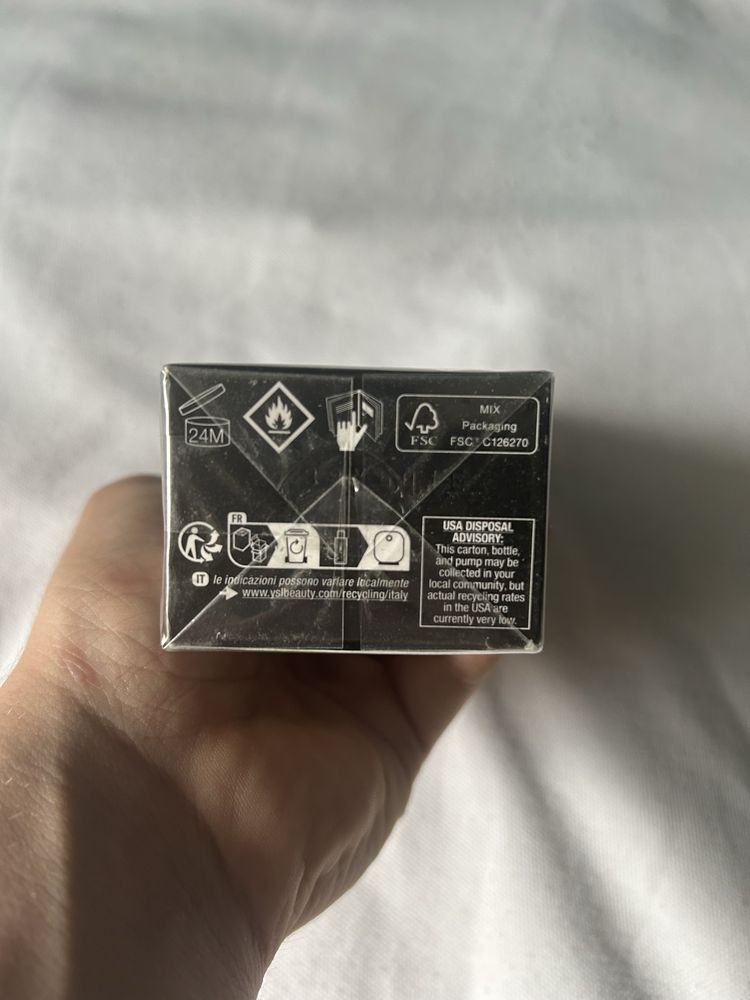 24M
MIX
Packaging
FSC
FSC® C126270
FR
IT le indicazioni possono variare localmente
www.yslbeauty.com/recycling/italy
USA DISPOSAL
ADVISORY:
This carton, bottle,
and pump may be
collected in your
local community, but
actual recycling rates
in the USA are
currently very low.